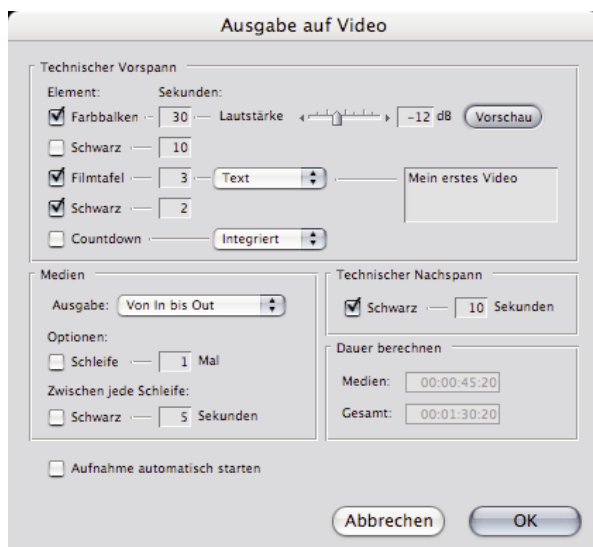 Ausgabe auf Video
Technischer Vorspann
Element: Sekunden:
Farbbalken 30 Lautstärke -12 dB Vorschau
Schwarz 10
Filmtafel 3 Text Mein erstes Video
Schwarz 2
Countdown Integriert
Medien
Ausgabe: Von In bis Out
Optionen:
Schleife 1 Mal
Zwischen jede Schleife:
Schwarz 5 Sekunden
Technischer Nachspann
Schwarz 10 Sekunden
Dauer berechnen
Medien: 00:00:45:20
Gesamt: 00:01:30:20
Aufnahme automatisch starten
Abbrechen OK